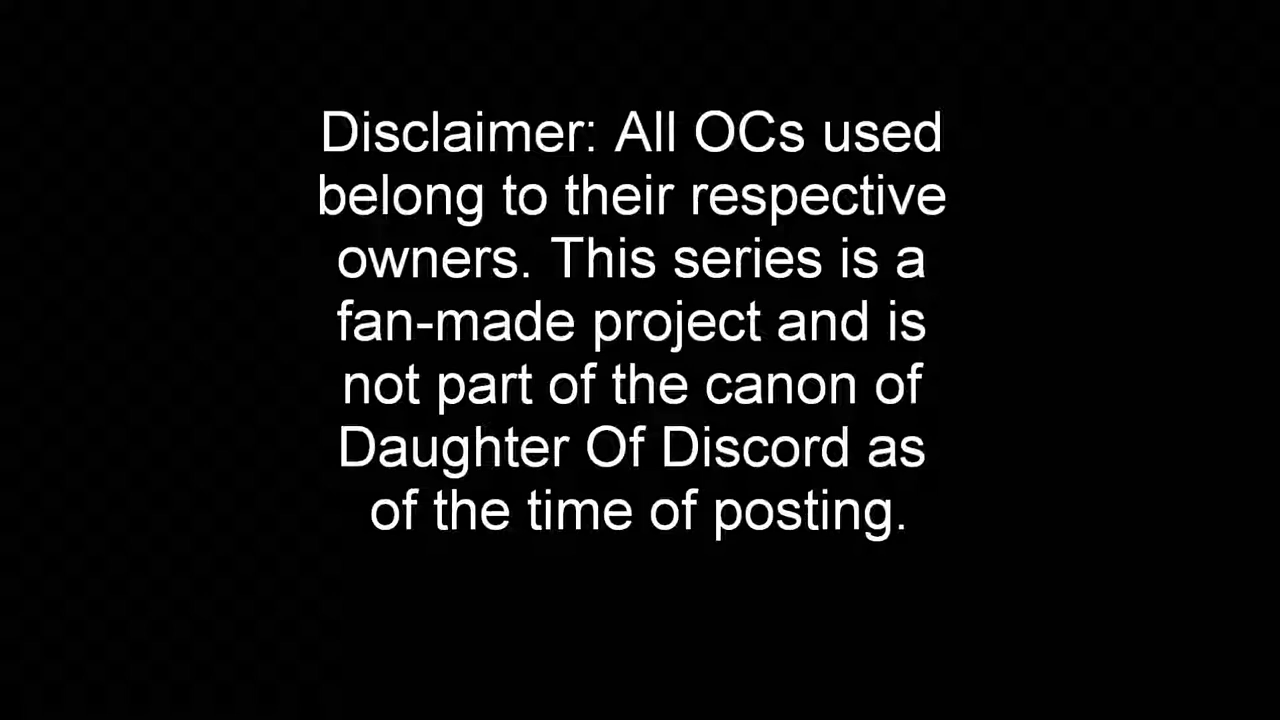 Disclaimer: All OCs used
belong to their respective
owners. This series is a
fan-made project and is
not part of the canon of
Daughter Of Discord as
of the time of posting.